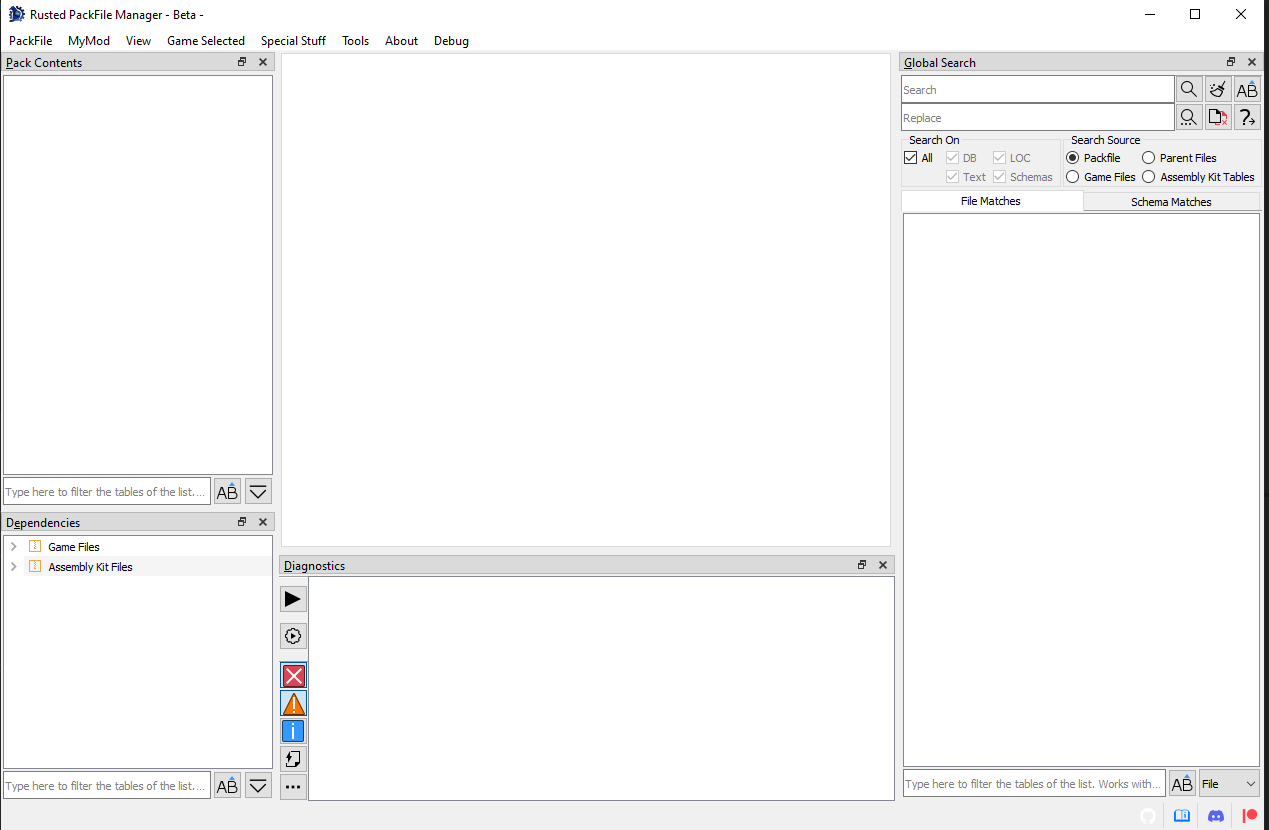 Rusted PackFile Manager - Beta -
PackFile MyMod View Game Selected Special Stuff Tools About Debug
Pack Contents
Type here to filter the tables of the list....
AB
Dependencies
Game Files
Assembly Kit Files
Type here to filter the tables of the list....
AB
Diagnostics
Global Search
Search
AB
Replace
Search On
All DB LOC
Text Schemas
Search Source
Packfile Parent Files
Game Files Assembly Kit Tables
File Matches Schema Matches
Type here to filter the tables of the list. Works with...
AB
File